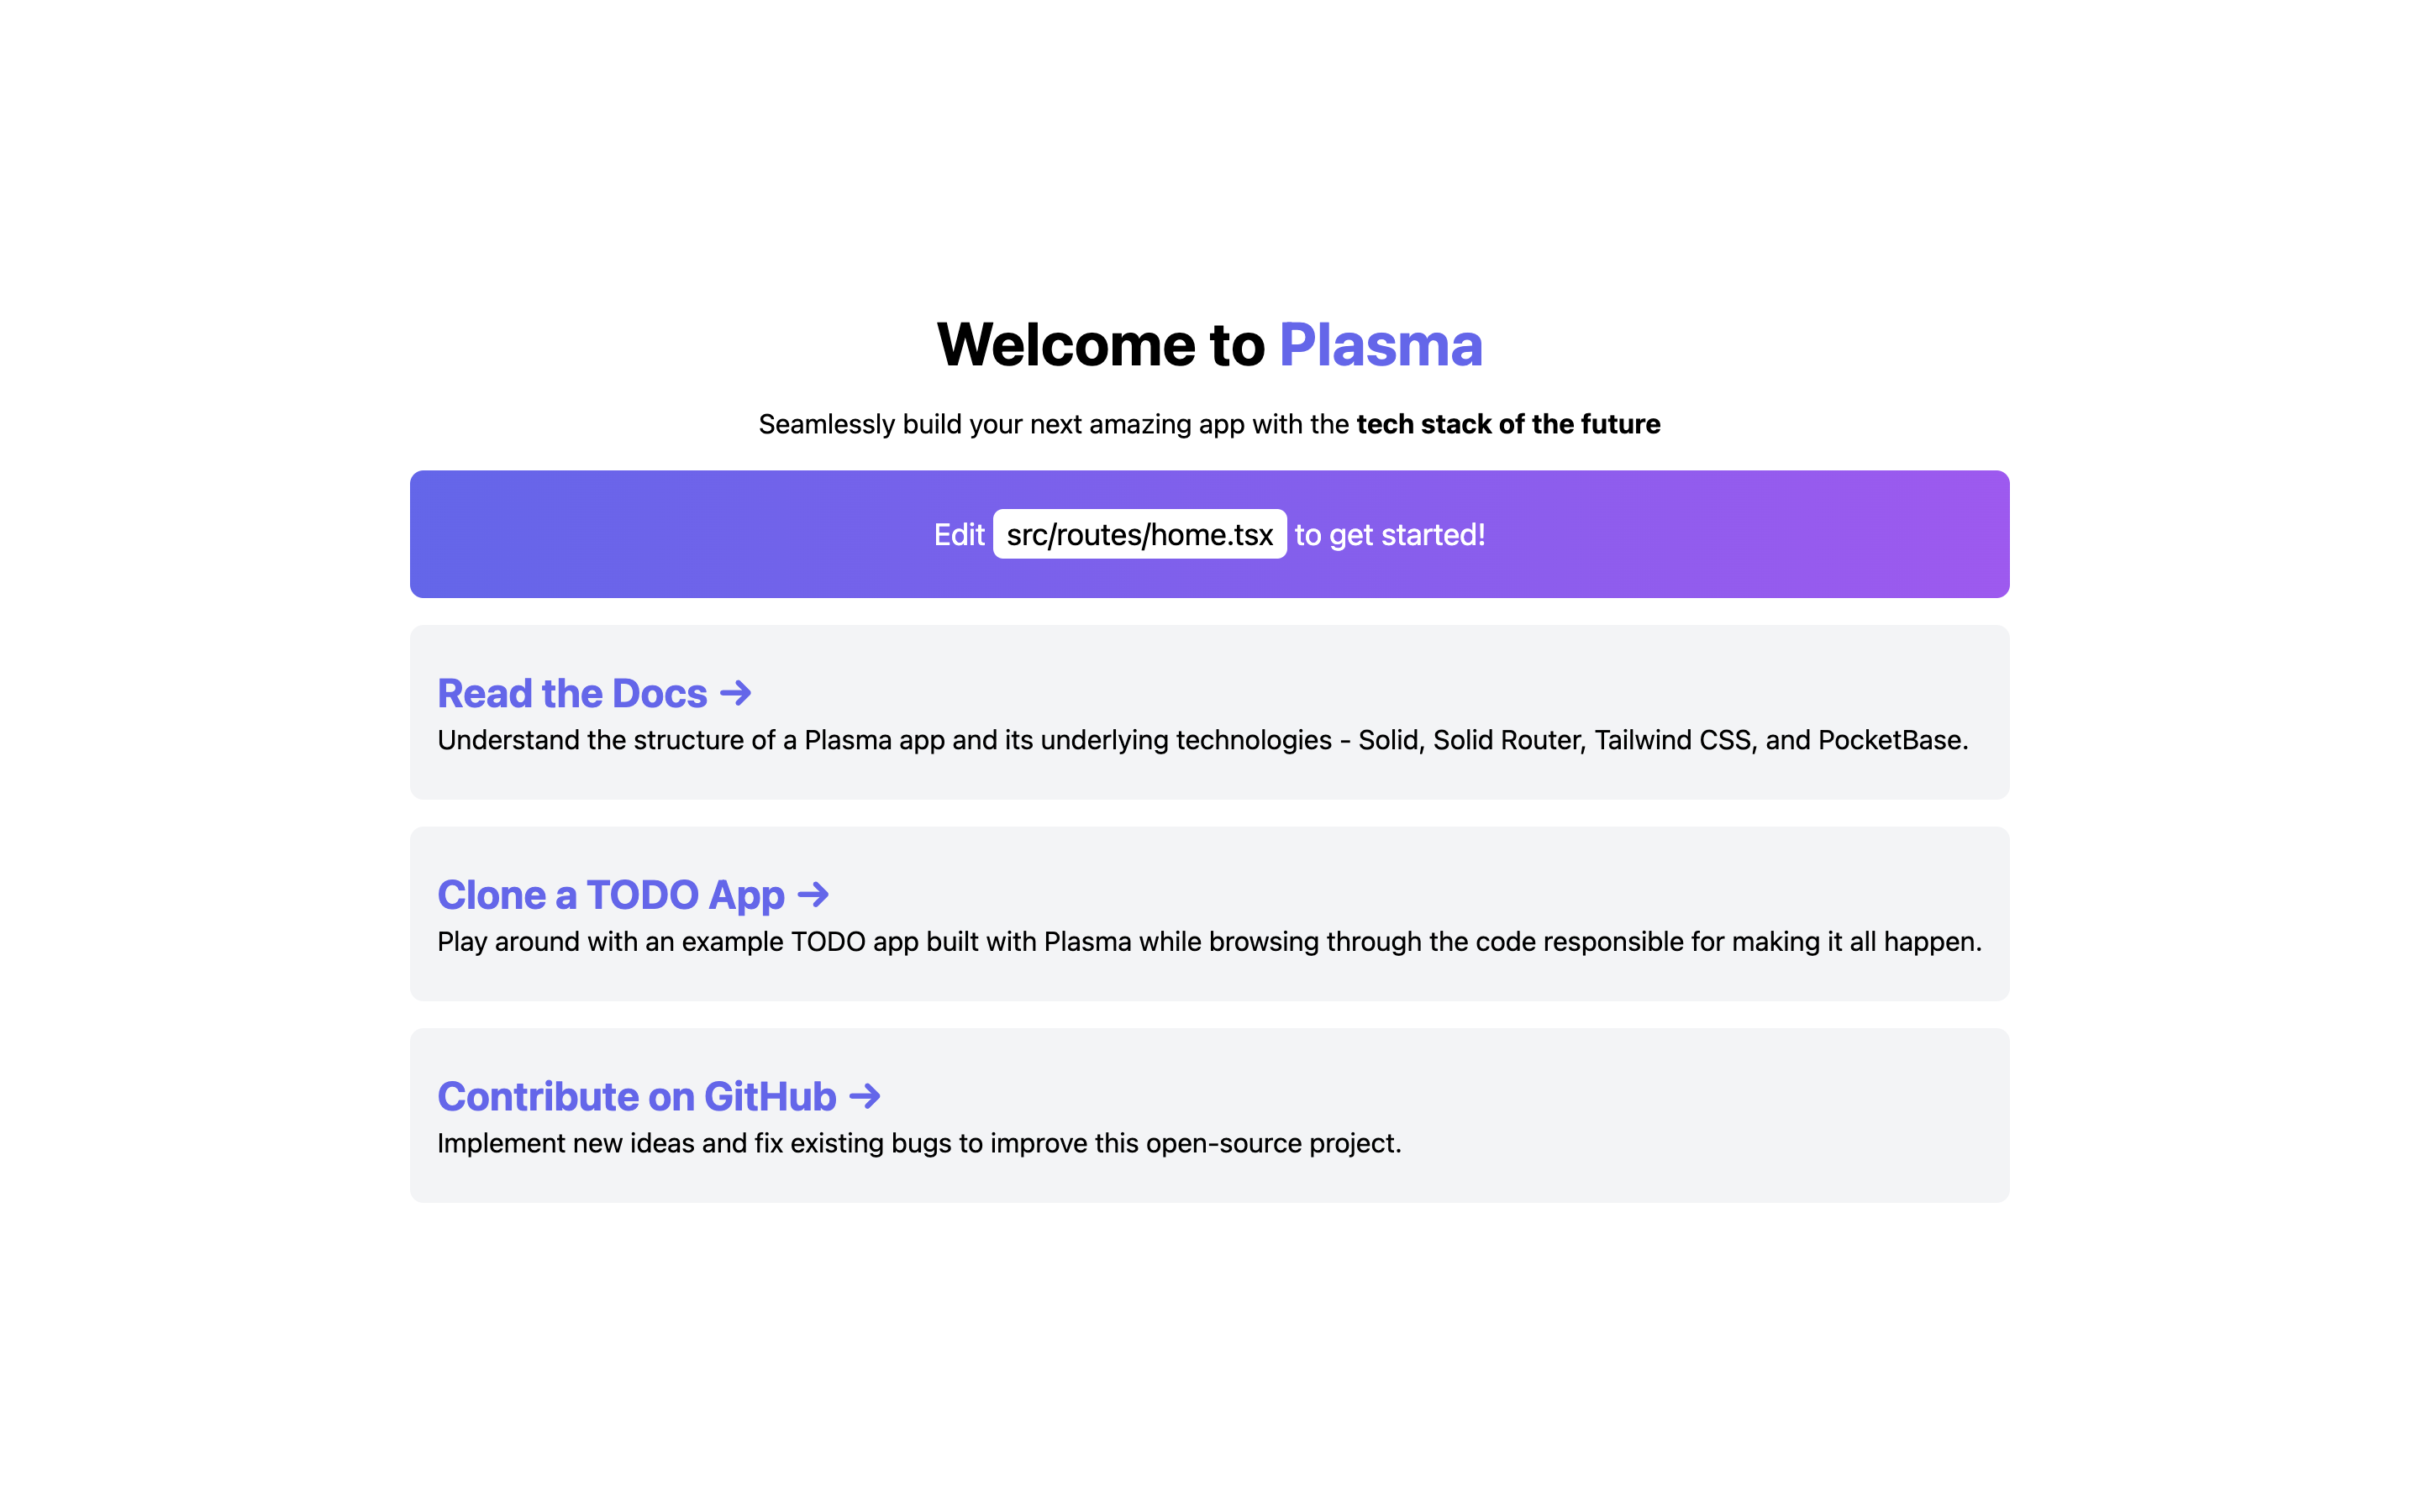 Welcome to Plasma
Seamlessly build your next amazing app with the tech stack of the future
Edit src/routes/home.tsx to get started!
Read the Docs →
Understand the structure of a Plasma app and its underlying technologies - Solid, Solid Router, Tailwind CSS, and PocketBase.
Clone a TODO App →
Play around with an example TODO app built with Plasma while browsing through the code responsible for making it all happen.
Contribute on GitHub →
Implement new ideas and fix existing bugs to improve this open-source project.